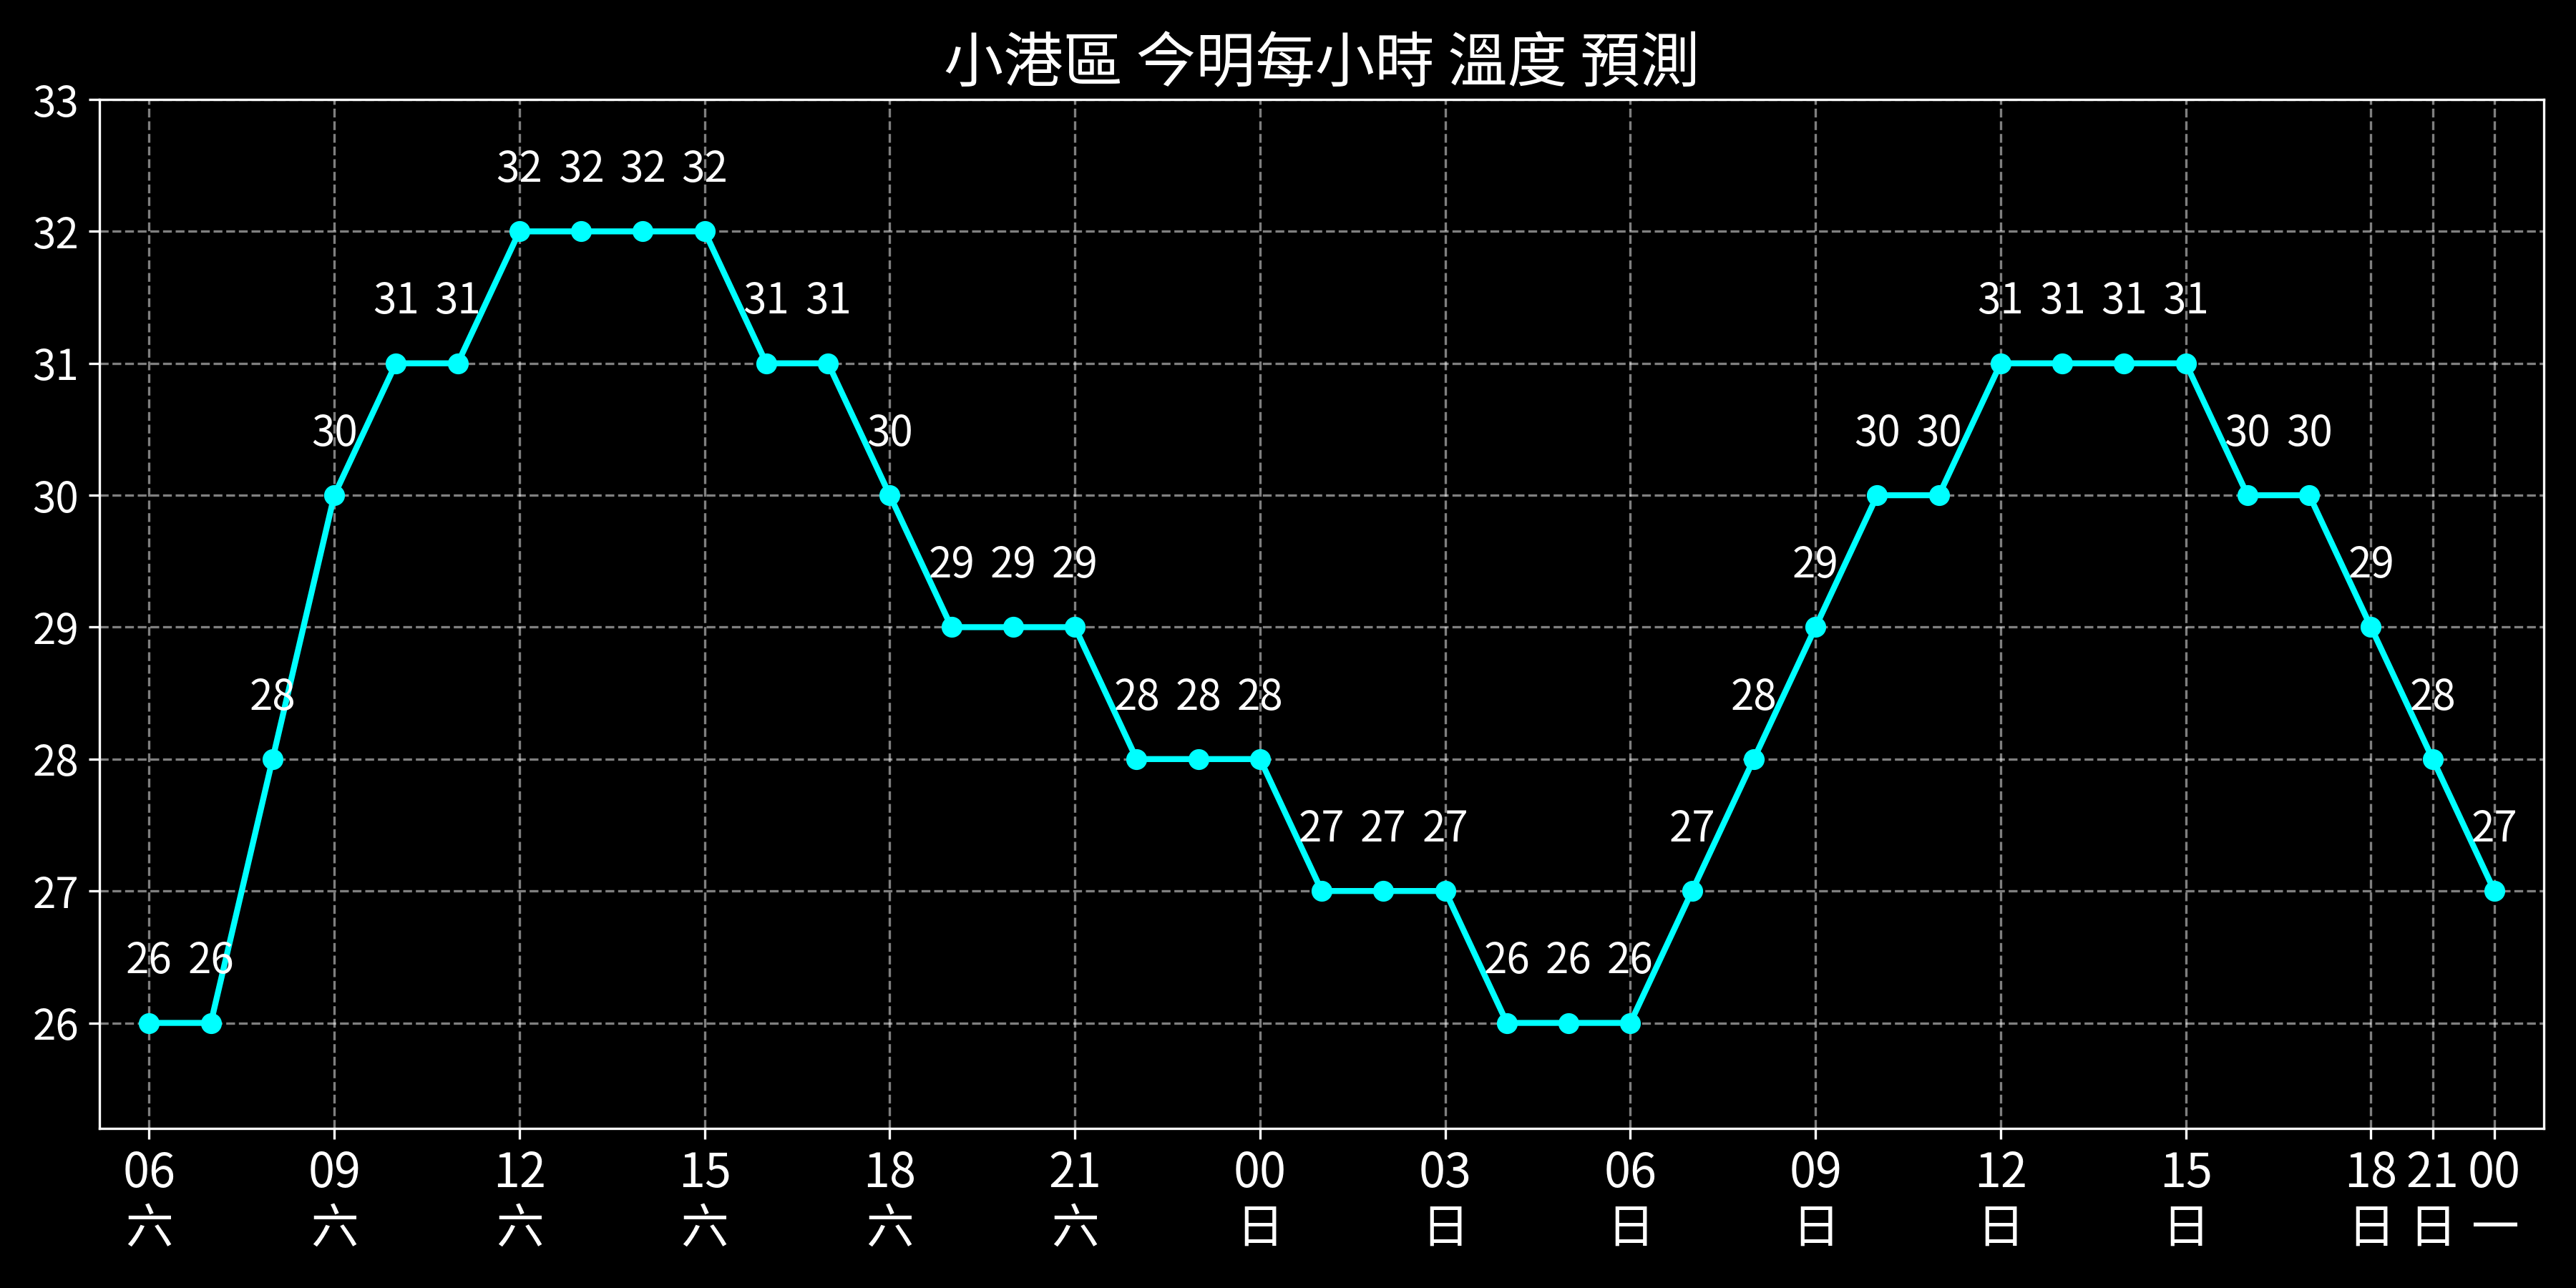 小港區 今明每小時 溫度 預測
33
32 32 32 32
32
31 31 31 31 31 31 31 31
31
30 30 30 30 30 30
30
29 29 29 29 29
29
28 28 28 28 28 28
28
27 27 27 27 27
27
26 26 26 26 26
26
06 09 12 15 18 21 00 03 06 09 12 15 18 21 00
六 六 六 六 六 六 日 日 日 日 日 日 日 日 一